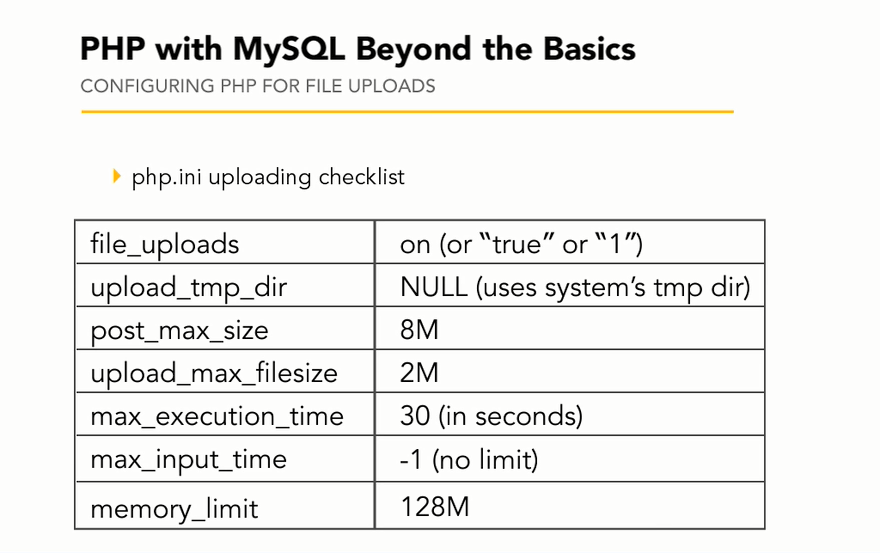 PHP with MySQL Beyond the Basics
CONFIGURING PHP FOR FILE UPLOADS
php.ini uploading checklist
file_uploads on (or “true” or “1”)
upload_tmp_dir NULL (uses system’s tmp dir)
post_max_size 8M
upload_max_filesize 2M
max_execution_time 30 (in seconds)
max_input_time -1 (no limit)
memory_limit 128M